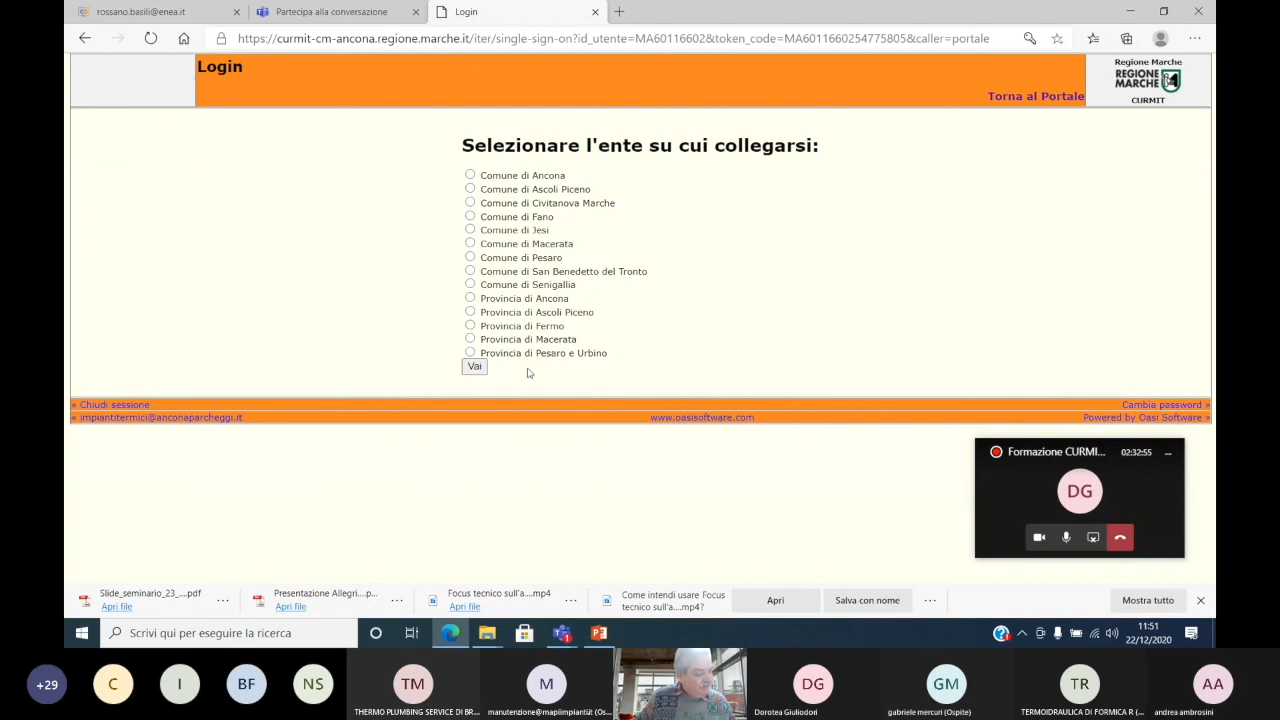 rossano.basili@enea.it
Partecipa alla conversazione
Login
https://curmit-cm-ancona.regione.marche.it/iter/single-sign-on?id_utente=MA60116602&token_code=MA6011660254775805&caller=portale
Login
Torna al Portale
Regione Marche
REGIONE
MARCHE
CURMIT
Selezionare l'ente su cui collegarsi:
Comune di Ancona
Comune di Ascoli Piceno
Comune di Civitanova Marche
Comune di Fano
Comune di Jesi
Comune di Macerata
Comune di Pesaro
Comune di San Benedetto del Tronto
Comune di Senigallia
Provincia di Ancona
Provincia di Ascoli Piceno
Provincia di Fermo
Provincia di Macerata
Provincia di Pesaro e Urbino
Vai
« Chiudi sessione
Cambia password »
« impiantitermici@anconaparcheggi.it
www.oasisoftware.com
Powered by Oasi Software »
Formazione CURMI... 02:32:55
DG
Slide_seminario_23_....pdf
Apri file
Presentazione Allegri....p...
Apri file
Focus tecnico sull'a....mp4
Apri file
Come intendi usare Focus
tecnico sull'a....mp4?
Apri
Salva con nome
Mostra tutto
Scrivi qui per eseguire la ricerca
11:51
22/12/2020
+29
C
I
BF
NS
TM
THERMO PLUMBING SERVICE DI BR...
M
manutenzione@mapiimpianti.it (Os...
DG
Dorotea Giuliodori
GM
gabriele mercuri (Ospite)
TR
TERMOIDRAULICA DI FORMICA R (...
AA
andrea ambrosini